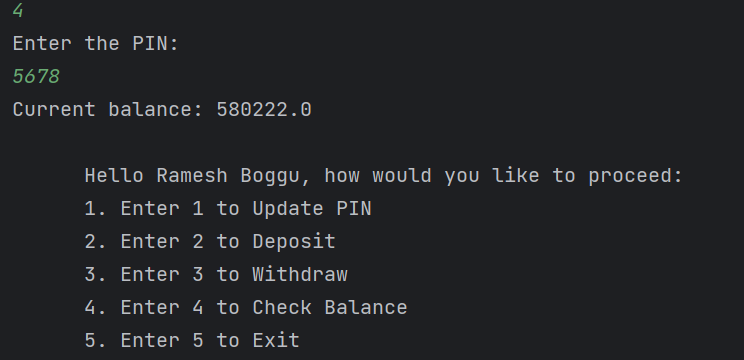 4
Enter the PIN:
5678
Current balance: 580222.0
Hello Ramesh Boggu, how would you like to proceed:
1. Enter 1 to Update PIN
2. Enter 2 to Deposit
3. Enter 3 to Withdraw
4. Enter 4 to Check Balance
5. Enter 5 to Exit